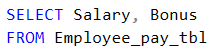 SELECT Salary, Bonus
FROM Employee_pay_tbl